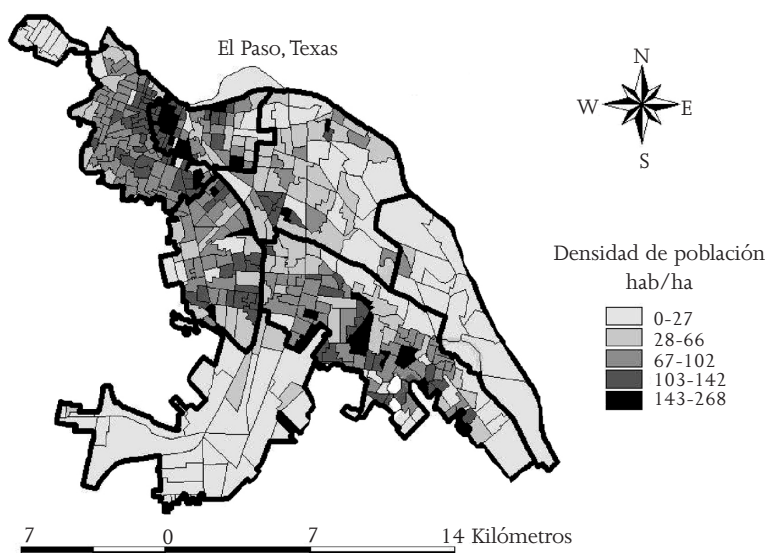 El Paso, Texas
N
W E
S
Densidad de población
hab/ha
0-27
28-66
67-102
103-142
143-268
7 0 7 14 Kilómetros